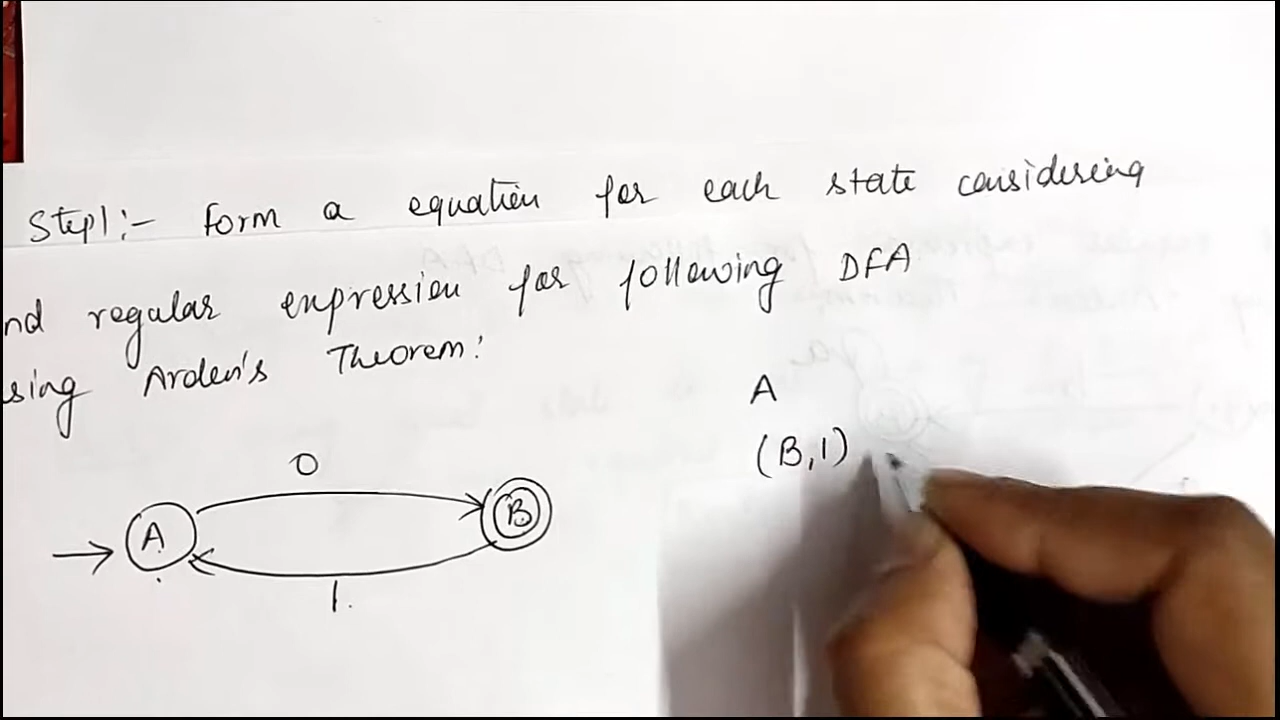 Step1:- Form a equation for each state considering
nd regular expression for following DFA
sing Arden's Theorem:
A
(B,1)
0
A
B
1.